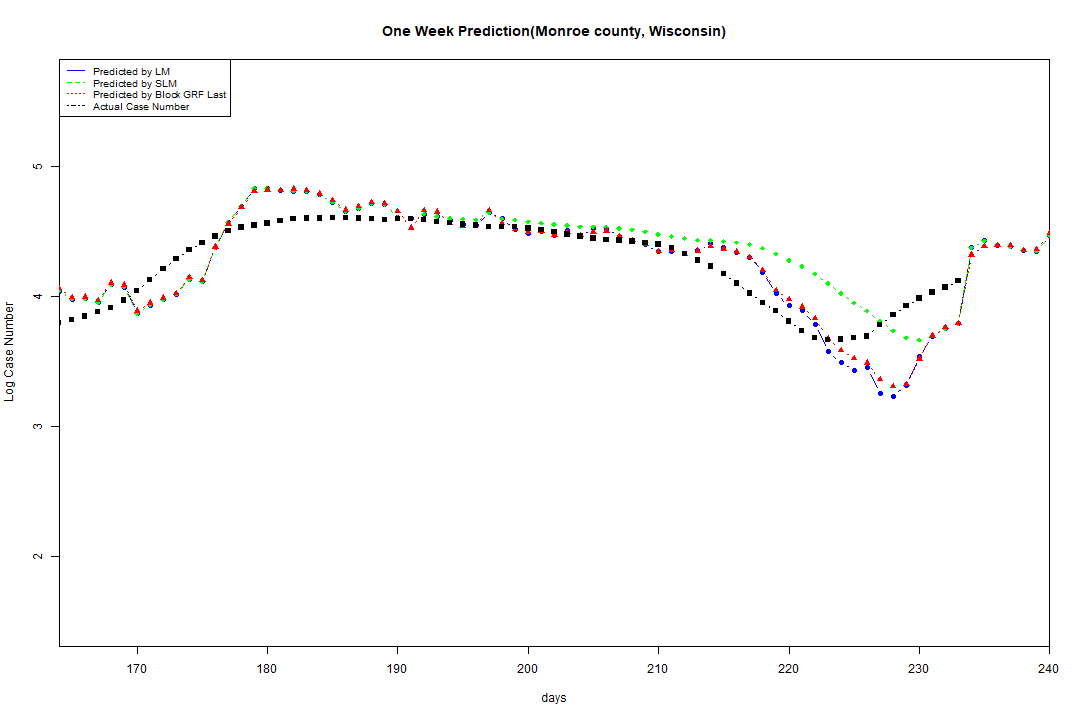 One Week Prediction(Monroe county, Wisconsin)
Predicted by LM
Predicted by SLM
Predicted by Block GRF Last
Actual Case Number
5
4
3
2
Log Case Number
170 180 190 200 210 220 230 240
days